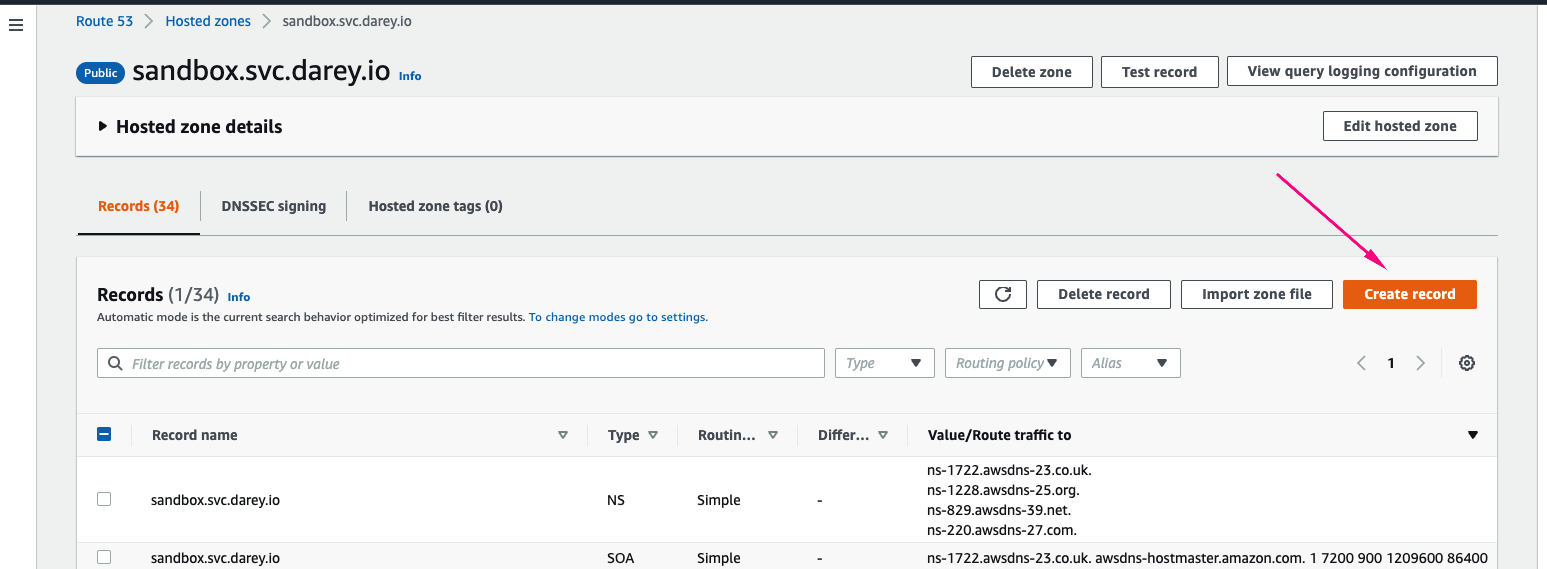 Route 53 Hosted zones sandbox.svc.darey.io
Public sandbox.svc.darey.io Info Delete zone Test record View query logging configuration
Hosted zone details Edit hosted zone
Records (34) DNSSEC signing Hosted zone tags (0)
Records (1/34) Info Delete record Import zone file Create record
Automatic mode is the current search behavior optimized for best filter results. To change modes go to settings.
Filter records by property or value Type Routing policy Alias 1
Record name Type Routin... Differ... Value/Route traffic to
ns-1722.awsdns-23.co.uk.
ns-1228.awsdns-25.org.
sandbox.svc.darey.io NS Simple -
ns-829.awsdns-39.net.
ns-220.awsdns-27.com.
sandbox.svc.darey.io SOA Simple - ns-1722.awsdns-23.co.uk. awsdns-hostmaster.amazon.com. 1 7200 900 1209600 86400